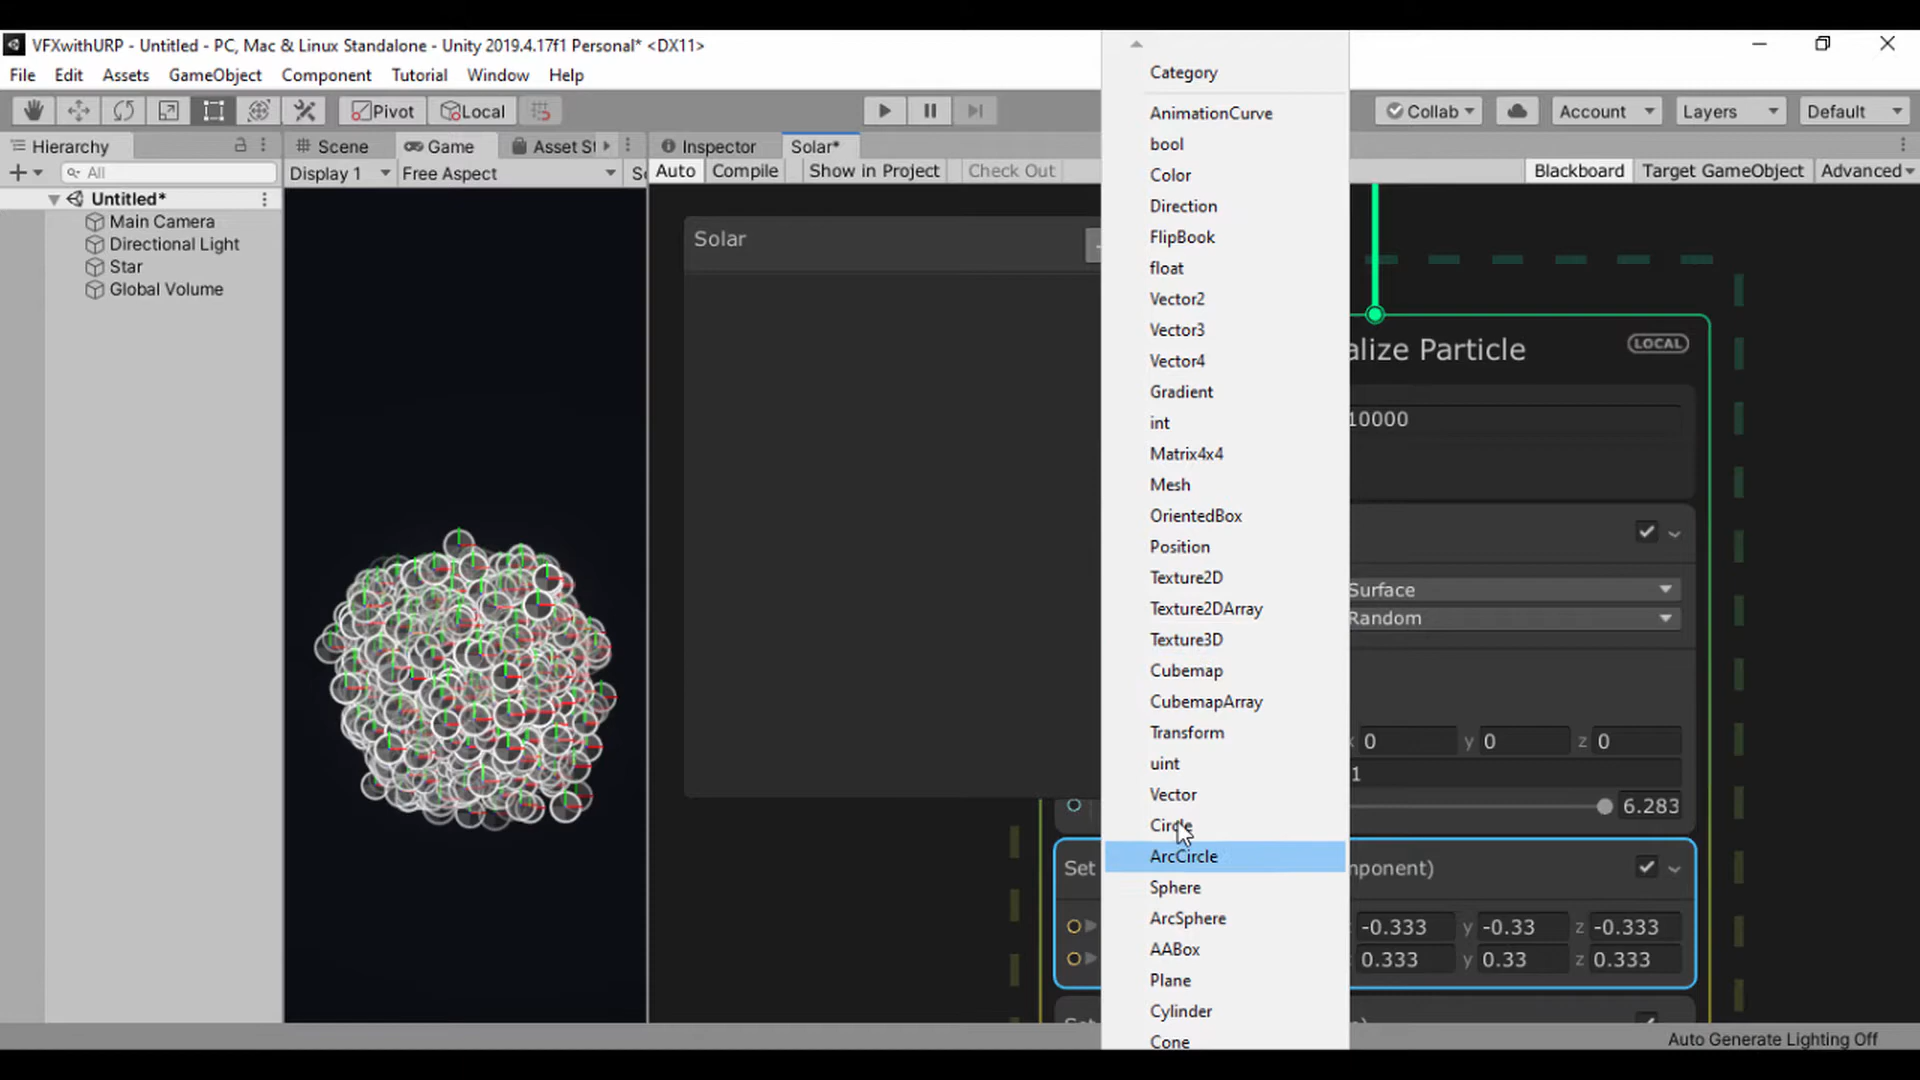 VFXwithURP - Untitled - PC, Mac & Linux Standalone - Unity 2019.4.17f1 Personal* <DX11>
File Edit Assets GameObject Component Tutorial Window Help
Pivot Local Collab Account Layers Default
Hierarchy Scene Game Asset St Inspector Solar*
All Display 1 Free Aspect Auto Compile Show in Project Check Out Blackboard Target GameObject Advanced
Untitled*
Main Camera
Directional Light
Star
Global Volume
Solar
Category
AnimationCurve
bool
Color
Direction
FlipBook
float
Vector2
Vector3
Vector4
Gradient
int
Matrix4x4
Mesh
OrientedBox
Position
Texture2D
Texture2DArray
Texture3D
Cubemap
CubemapArray
Transform
uint
Vector
Circle
ArcCircle
Sphere
ArcSphere
AABox
Plane
Cylinder
Cone
alize Particle LOCAL
10000
Surface
Random
x 0 y 0 z 0
1
6.283
Set mponent)
-0.333 y -0.33 z -0.333
0.333 y 0.33 z 0.333
Auto Generate Lighting Off